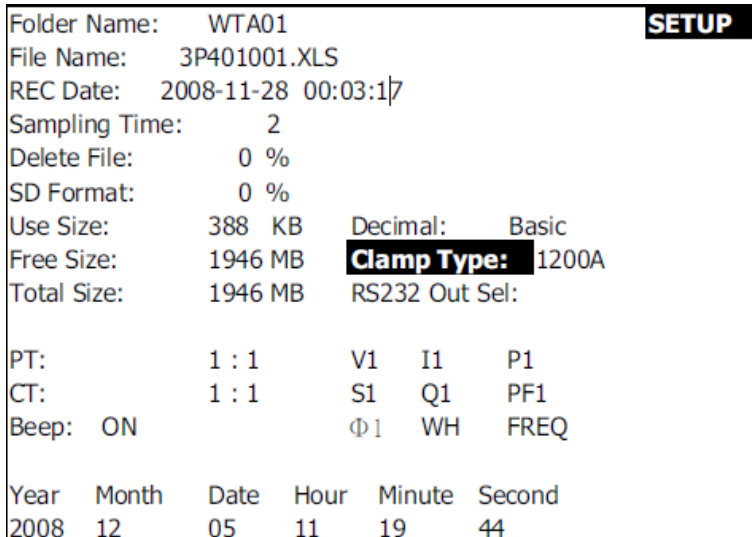 Folder Name: WTA01 SETUP
File Name: 3P401001.XLS
REC Date: 2008-11-28 00:03:17
Sampling Time: 2
Delete File: 0 %
SD Format: 0 %
Use Size: 388 KB Decimal: Basic
Free Size: 1946 MB Clamp Type: 1200A
Total Size: 1946 MB RS232 Out Sel:
PT: 1 : 1 V1 I1 P1
CT: 1 : 1 S1 Q1 PF1
Beep: ON Φ1 WH FREQ
Year Month Date Hour Minute Second
2008 12 05 11 19 44